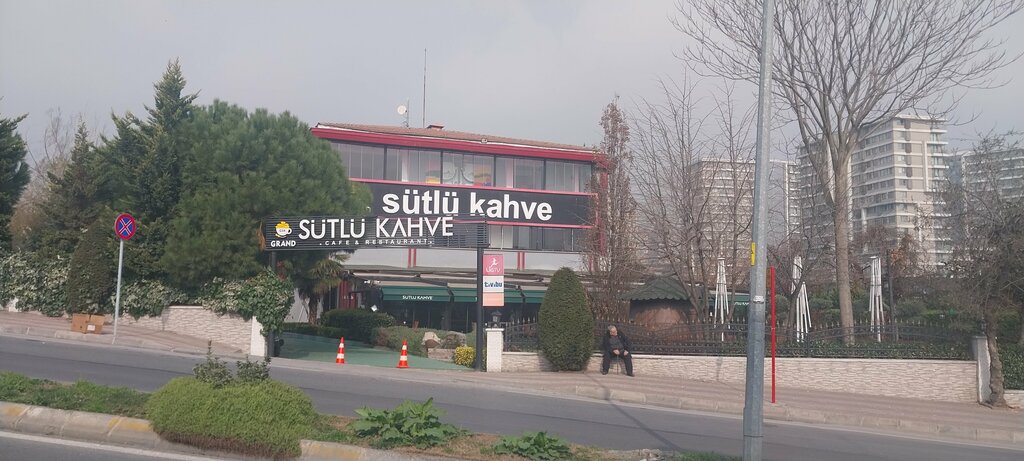 sütlü kahve
GRAND
SÜTLÜ KAHVE
CAFE & RESTAURANT
SÜTLÜ KAHVE